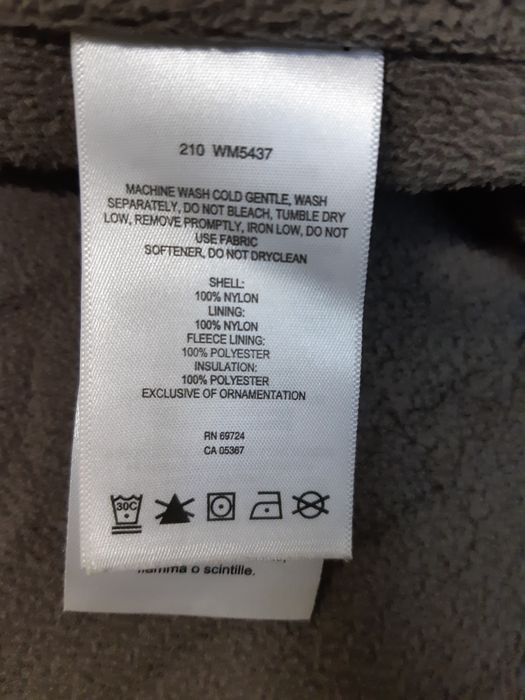 210 WM5437
MACHINE WASH COLD GENTLE, WASH
SEPARATELY, DO NOT BLEACH, TUMBLE DRY
LOW, REMOVE PROMPTLY, IRON LOW, DO NOT
USE FABRIC
SOFTENER, DO NOT DRYCLEAN
SHELL:
100% NYLON
LINING:
100% NYLON
FLEECE LINING:
100% POLYESTER
INSULATION:
100% POLYESTER
EXCLUSIVE OF ORNAMENTATION
RN 69724
CA 05367
30C
o scintille.